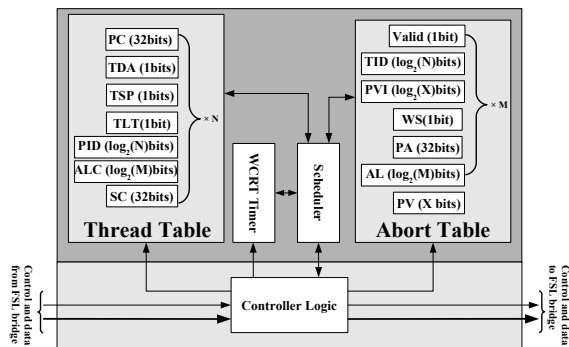 PC (32bits)
TDA (1bits)
TSP (1bits)
TLT(1bit)
PID (log2(N)bits)
ALC (log2(M)bits)
SC (32bits)
× N
Thread Table
WCRT Timer
Scheduler
Valid (1bit)
TID (log2(N)bits)
PVI (log2(X)bits)
WS(1bit)
PA (32bits)
AL (log2(M)bits)
PV (X bits)
× M
Abort Table
Control and data
from FSL bridge
Controller Logic
Control and data
to FSL bridge